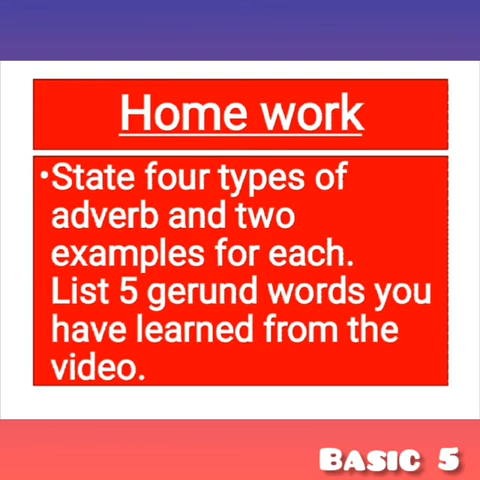 Home work
•State four types of
adverb and two
examples for each.
List 5 gerund words you
have learned from the
video.
BASIC 5